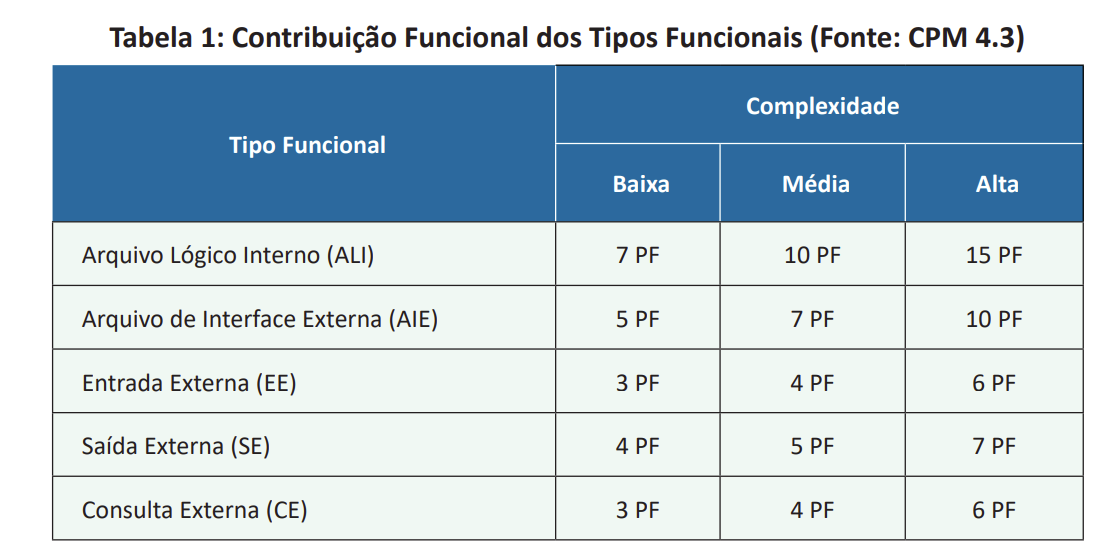 Tabela 1: Contribuição Funcional dos Tipos Funcionais (Fonte: CPM 4.3)
Tipo Funcional
Complexidade
Baixa Média Alta
Arquivo Lógico Interno (ALI) 7 PF 10 PF 15 PF
Arquivo de Interface Externa (AIE) 5 PF 7 PF 10 PF
Entrada Externa (EE) 3 PF 4 PF 6 PF
Saída Externa (SE) 4 PF 5 PF 7 PF
Consulta Externa (CE) 3 PF 4 PF 6 PF